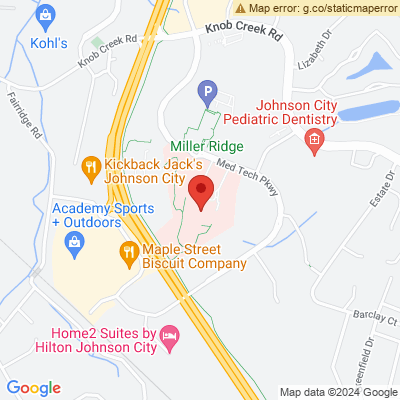 Map error: g.co/staticmaperror
Knob Creek Rd
Kohl's
Knob Creek Rd
Lizabeth Dr
P
Fairridge Rd
Johnson City
Pediatric Dentistry
Miller Ridge
Med Tech Pkwy
Kickback Jack's
Johnson City
Estate Dr
Academy Sports
+ Outdoors
Maple Street
Biscuit Company
Barclay Ct
Home2 Suites by
Hilton Johnson City
eenfield Dr
Google
Map data ©2024 Google